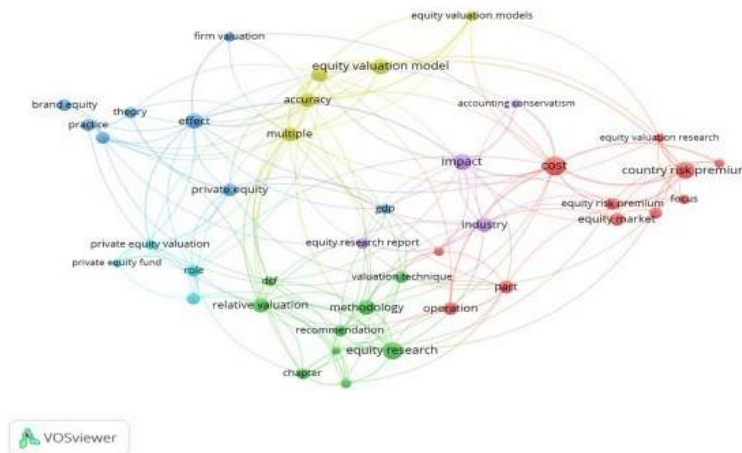 equity valuation models
firm valuation
equity valuation model
brand equity
theory
accuracy
accounting conservatism
practice
effect
multiple
equity valuation research
impact
cost
country risk premium
private equity
equity risk premium
focus
gdp
equity market
industry
private equity valuation
equity research report
private equity fund
role
dcf
valuation technique
part
relative valuation
methodology
operation
recommendation
equity research
chapter
VOSviewer